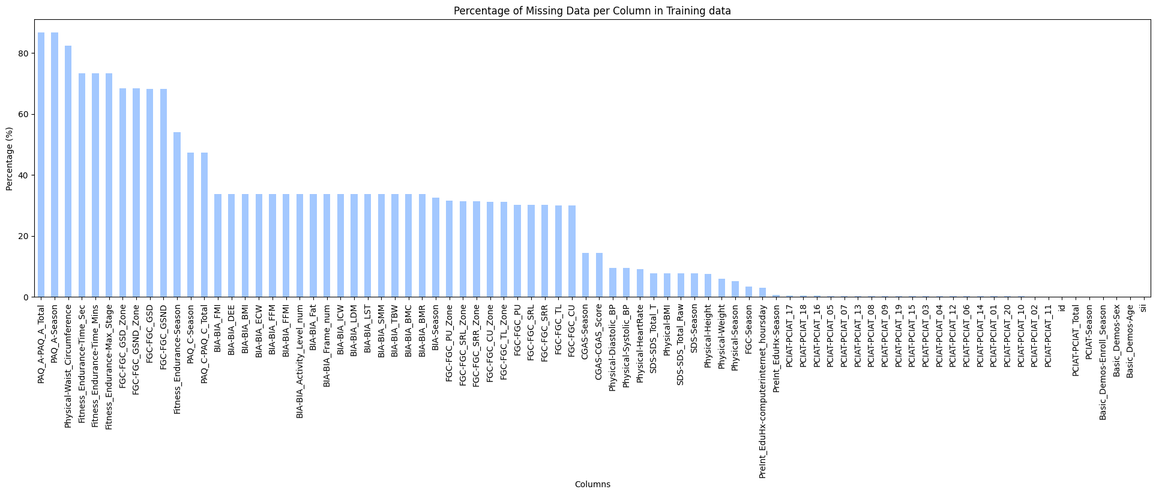 Percentage of Missing Data per Column in Training data
Percentage (%)
80
60
40
20
0
PAQ_A-PAQ_A_Total
PAQ_A-Season
Physical-Waist_Circumference
Fitness_Endurance-Time_Sec
Fitness_Endurance-Time_Mins
Fitness_Endurance-Max_Stage
FGC-FGC_GSD_Zone
FGC-FGC_GSND_Zone
FGC-FGC_GSD
FGC-FGC_GSND
Fitness_Endurance-Season
PAQ_C-Season
PAQ_C-PAQ_C_Total
BIA-BIA_FMI
BIA-BIA_DEE
BIA-BIA_BMI
BIA-BIA_ECW
BIA-BIA_FFM
BIA-BIA_FFMI
BIA-BIA_Activity_Level_num
BIA-BIA_Fat
BIA-BIA_Frame_num
BIA-BIA_ICW
BIA-BIA_LDM
BIA-BIA_LST
BIA-BIA_SMM
BIA-BIA_TBW
BIA-BIA_BMC
BIA-BIA_BMR
BIA-Season
FGC-FGC_PU_Zone
FGC-FGC_SRL_Zone
FGC-FGC_SRR_Zone
FGC-FGC_CU_Zone
FGC-FGC_TL_Zone
FGC-FGC_PU
FGC-FGC_SRL
FGC-FGC_SRR
FGC-FGC_TL
FGC-FGC_CU
CGAS-Season
CGAS-CGAS_Score
Physical-Diastolic_BP
Physical-Systolic_BP
Physical-HeartRate
SDS-SDS_Total_T
Physical-BMI
SDS-SDS_Total_Raw
SDS-Season
Physical-Height
Physical-Weight
Physical-Season
FGC-Season
PreInt_EduHx-computerinternet_hoursday
PreInt_EduHx-Season
PCIAT-PCIAT_17
PCIAT-PCIAT_18
PCIAT-PCIAT_16
PCIAT-PCIAT_05
PCIAT-PCIAT_07
PCIAT-PCIAT_13
PCIAT-PCIAT_08
PCIAT-PCIAT_09
PCIAT-PCIAT_19
PCIAT-PCIAT_15
PCIAT-PCIAT_03
PCIAT-PCIAT_04
PCIAT-PCIAT_12
PCIAT-PCIAT_06
PCIAT-PCIAT_14
PCIAT-PCIAT_01
PCIAT-PCIAT_20
PCIAT-PCIAT_10
PCIAT-PCIAT_02
PCIAT-PCIAT_11
id
PCIAT-PCIAT_Total
PCIAT-Season
Basic_Demos-Enroll_Season
Basic_Demos-Sex
Basic_Demos-Age
sii
Columns